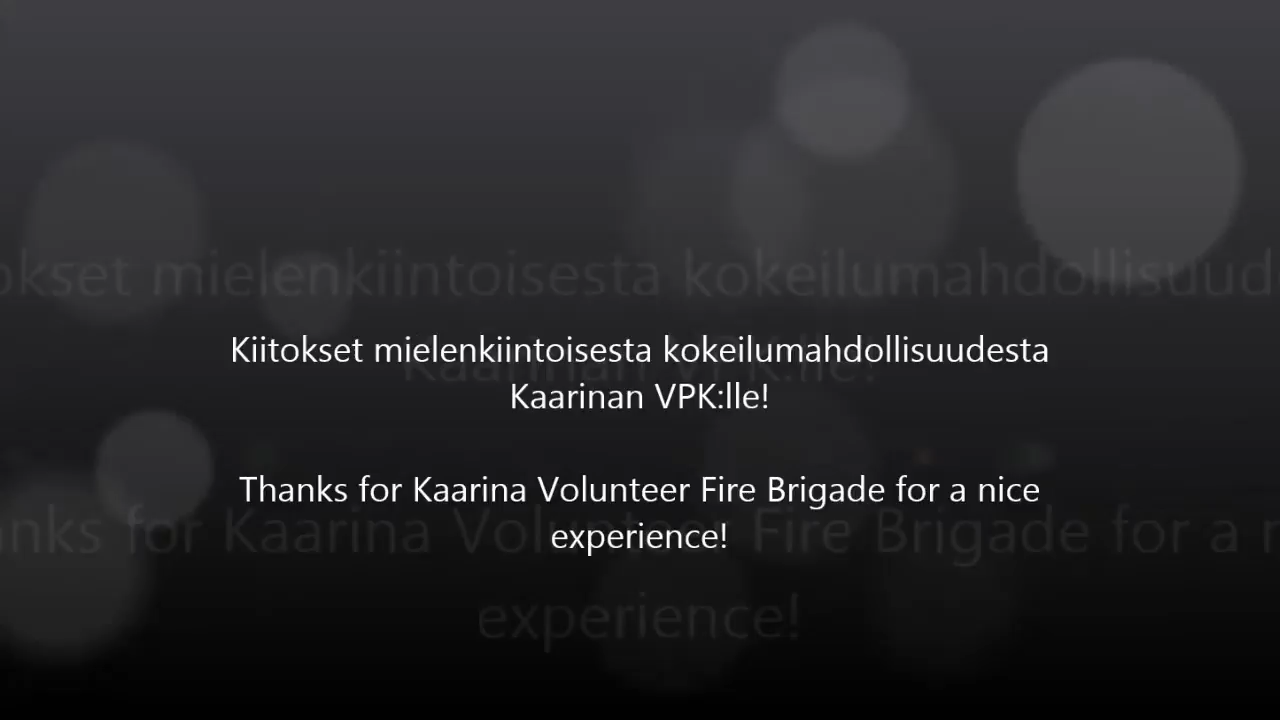 Kiitokset mielenkiintoisesta kokeilumahdollisuudesta
Kaarinan VPK:lle!
Thanks for Kaarina Volunteer Fire Brigade for a nice
experience!